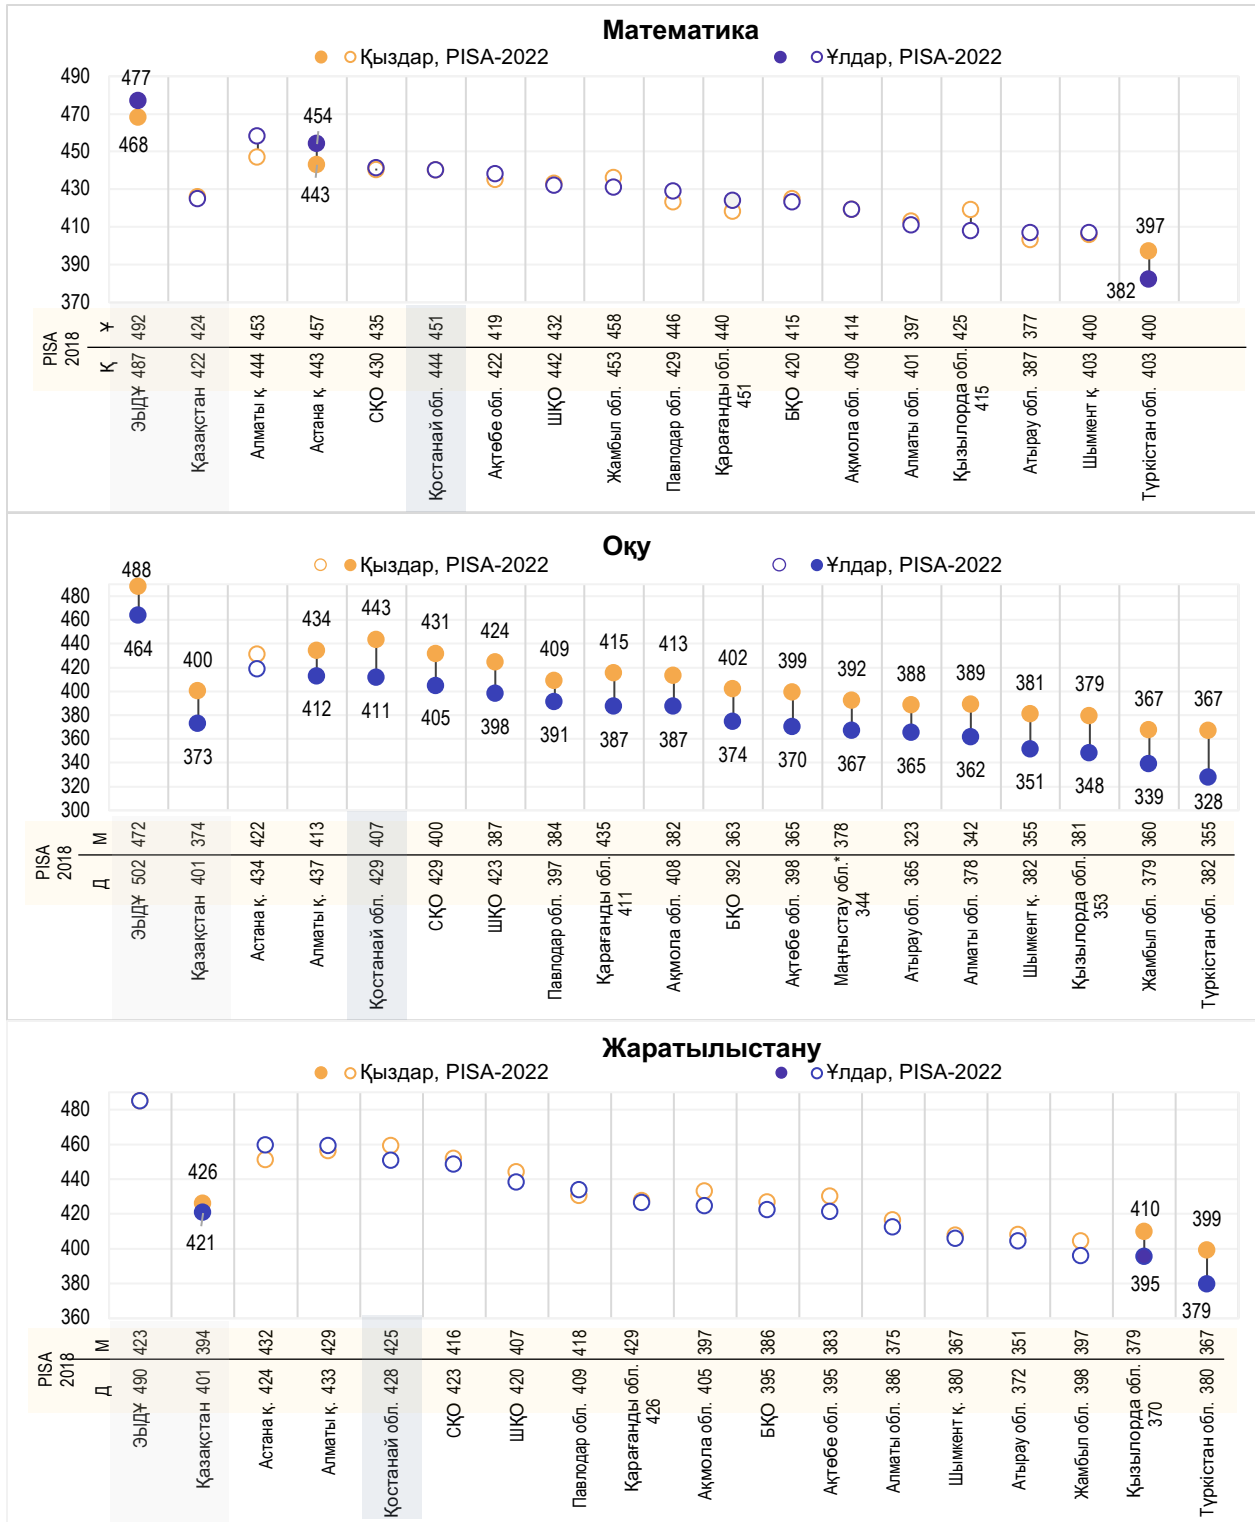 Математика
Қыздар, PISA-2022
Ұлдар, PISA-2022
490
470
450
430
410
390
370
477
468
454
443
397
382
PISA 2018
Ұ 492 424 453 457 435 451 419 432 458 446 440 415 414 397 425 377 400 400
Қ
ЭЫДҰ 487
Қазақстан 422
Алматы қ. 444
Астана қ. 443
СҚО 430
Қостанай обл. 444
Ақтөбе обл. 422
ШҚО 442
Жамбыл обл. 453
Павлодар обл. 429
Қарағанды обл. 451
БҚО 420
Ақмола обл. 409
Алматы обл. 401
Қызылорда обл. 415
Атырау обл. 387
Шымкент қ. 403
Түркістан обл. 403
Оқу
Қыздар, PISA-2022
Ұлдар, PISA-2022
480
460
440
420
400
380
360
340
320
300
488 400 434 443 431 424 409 415 413 402 399 392 388 389 381 379 367 367
464 373 412 411 405 398 391 387 387 374 370 367 365 362 351 348 339 328
PISA 2018
М 472 374 422 413 407 400 387 384 435 382 363 365 378 323 342 355 381 360 355
Д
ЭЫДҰ 502
Қазақстан 401
Астана қ. 434
Алматы қ. 437
Қостанай обл. 429
СҚО 429
ШҚО 423
Павлодар обл. 397
Қарағанды обл. 411
Ақмола обл. 408
БҚО 392
Ақтөбе обл. 398
Маңғыстау обл.* 344
Атырау обл. 365
Алматы обл. 378
Шымкент қ. 382
Қызылорда обл. 353
Жамбыл обл. 379
Түркістан обл. 382
Жаратылыстану
Қыздар, PISA-2022
Ұлдар, PISA-2022
480
460
440
420
400
380
360
426
421
410
395
399
379
PISA 2018
М 423 394 432 429 425 416 407 418 429 397 386 383 375 367 351 397 379 367
Д
ЭЫДҰ 490
Қазақстан 401
Астана қ. 424
Алматы қ. 433
Қостанай обл. 428
СҚО 423
ШҚО 420
Павлодар обл. 409
Қарағанды обл. 426
Ақмола обл. 405
БҚО 395
Ақтөбе обл. 395
Алматы обл. 386
Шымкент қ. 380
Атырау обл. 372
Жамбыл обл. 398
Қызылорда обл. 370
Түркістан обл. 380